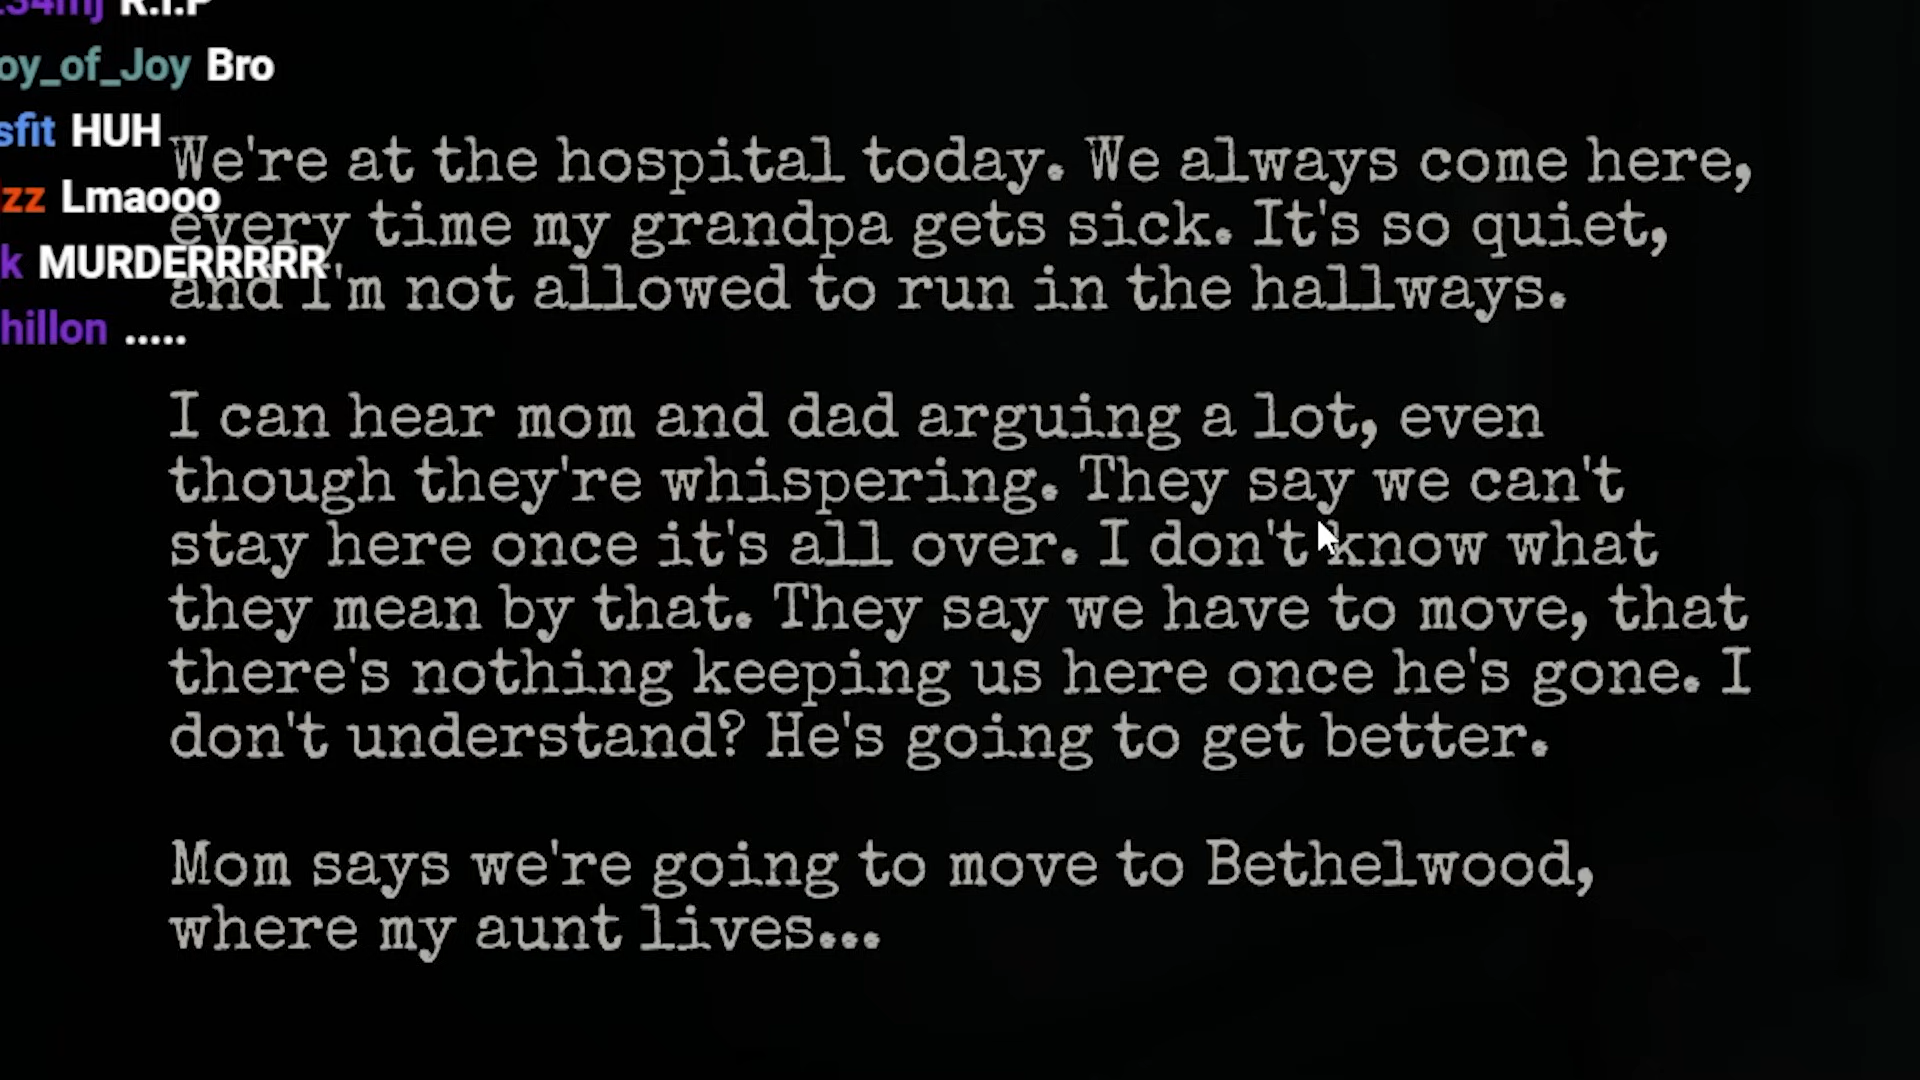 R.I.P
oy_of_Joy Bro
sfit HUH
zz Lmaooo
k MURDERRRRR
hillon .....
We're at the hospital today. We always come here,
every time my grandpa gets sick. It's so quiet,
and I'm not allowed to run in the hallways.
I can hear mom and dad arguing a lot, even
though they're whispering. They say we can't
stay here once it's all over. I don't know what
they mean by that. They say we have to move, that
there's nothing keeping us here once he's gone. I
don't understand? He's going to get better.
Mom says we're going to move to Bethelwood,
where my aunt lives...